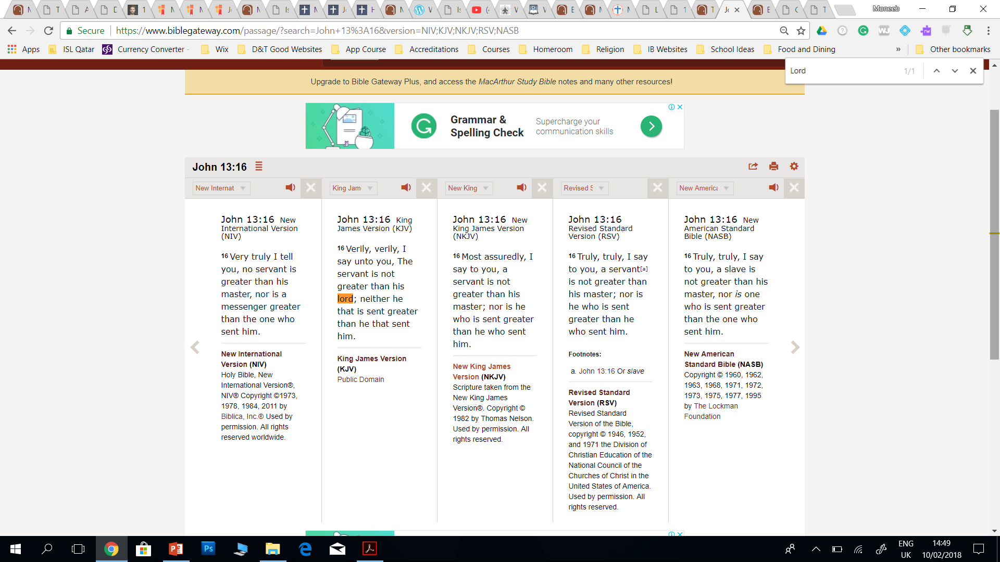 Moneeb
Secure
https://www.biblegateway.com/passage/?search=John+13%3A16&version=NIV;KJV;NKJV;RSV;NASB
Apps
ISL Qatar
Currency Converter -
Wix
D&T Good Websites
App Course
Accreditations
Courses
Homeroom
Religion
IB Websites
School Ideas
Food and Dining
»
Other bookmarks
Lord
1/1
Upgrade to Bible Gateway Plus, and access the MacArthur Study Bible notes and many other resources!
Grammar &
Spelling Check
Supercharge your
communication skills
John 13:16
New Internat
King Jam
New King
Revised S
New America
John 13:16 New
International Version
(NIV)
16 Very truly I tell
you, no servant is
greater than his
master, nor is a
messenger greater
than the one who
sent him.
New International
Version (NIV)
Holy Bible, New
International Version®,
NIV® Copyright ©1973,
1978, 1984, 2011 by
Biblica, Inc.® Used by
permission. All rights
reserved worldwide.
John 13:16 King
James Version (KJV)
16 Verily, verily, I
say unto you, The
servant is not
greater than his
lord; neither he
that is sent greater
than he that sent
him.
King James Version
(KJV)
Public Domain
John 13:16 New
King James Version
(NKJV)
16 Most assuredly, I
say to you, a
servant is not
greater than his
master; nor is he
who is sent greater
than he who sent
him.
New King James
Version (NKJV)
Scripture taken from the
New King James
Version®. Copyright ©
1982 by Thomas Nelson.
Used by permission. All
rights reserved.
John 13:16
Revised Standard
Version (RSV)
16 Truly, truly, I say
to you, a servant[a]
is not greater than
his master; nor is
he who is sent
greater than he
who sent him.
Footnotes:
a. John 13:16 Or slave
Revised Standard
Version (RSV)
Revised Standard
Version of the Bible,
copyright © 1946, 1952,
and 1971 the Division of
Christian Education of the
National Council of the
Churches of Christ in the
United States of America.
Used by permission. All
rights reserved.
John 13:16 New
American Standard
Bible (NASB)
16 Truly, truly, I say
to you, a slave is
not greater than his
master, nor is one
who is sent greater
than the one who
sent him.
New American
Standard Bible (NASB)
Copyright © 1960, 1962,
1963, 1968, 1971, 1972,
1973, 1975, 1977, 1995
by The Lockman
Foundation
ENG
UK
14:49
10/02/2018